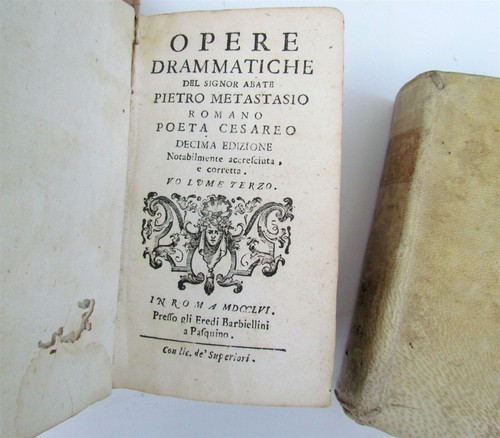 OPERE
DRAMMATICHE
DEL SIGNOR ABATE
PIETRO METASTASIO
ROMANO
POETA CESAREO
DECIMA EDIZIONE
Notabilmente accresciuta,
e corretta.
VOLUME TERZO.
IN ROMA MDCCLVI.
Presso gli Eredi Barbiellini
a Pasquino.
Con lic. de' Superiori.